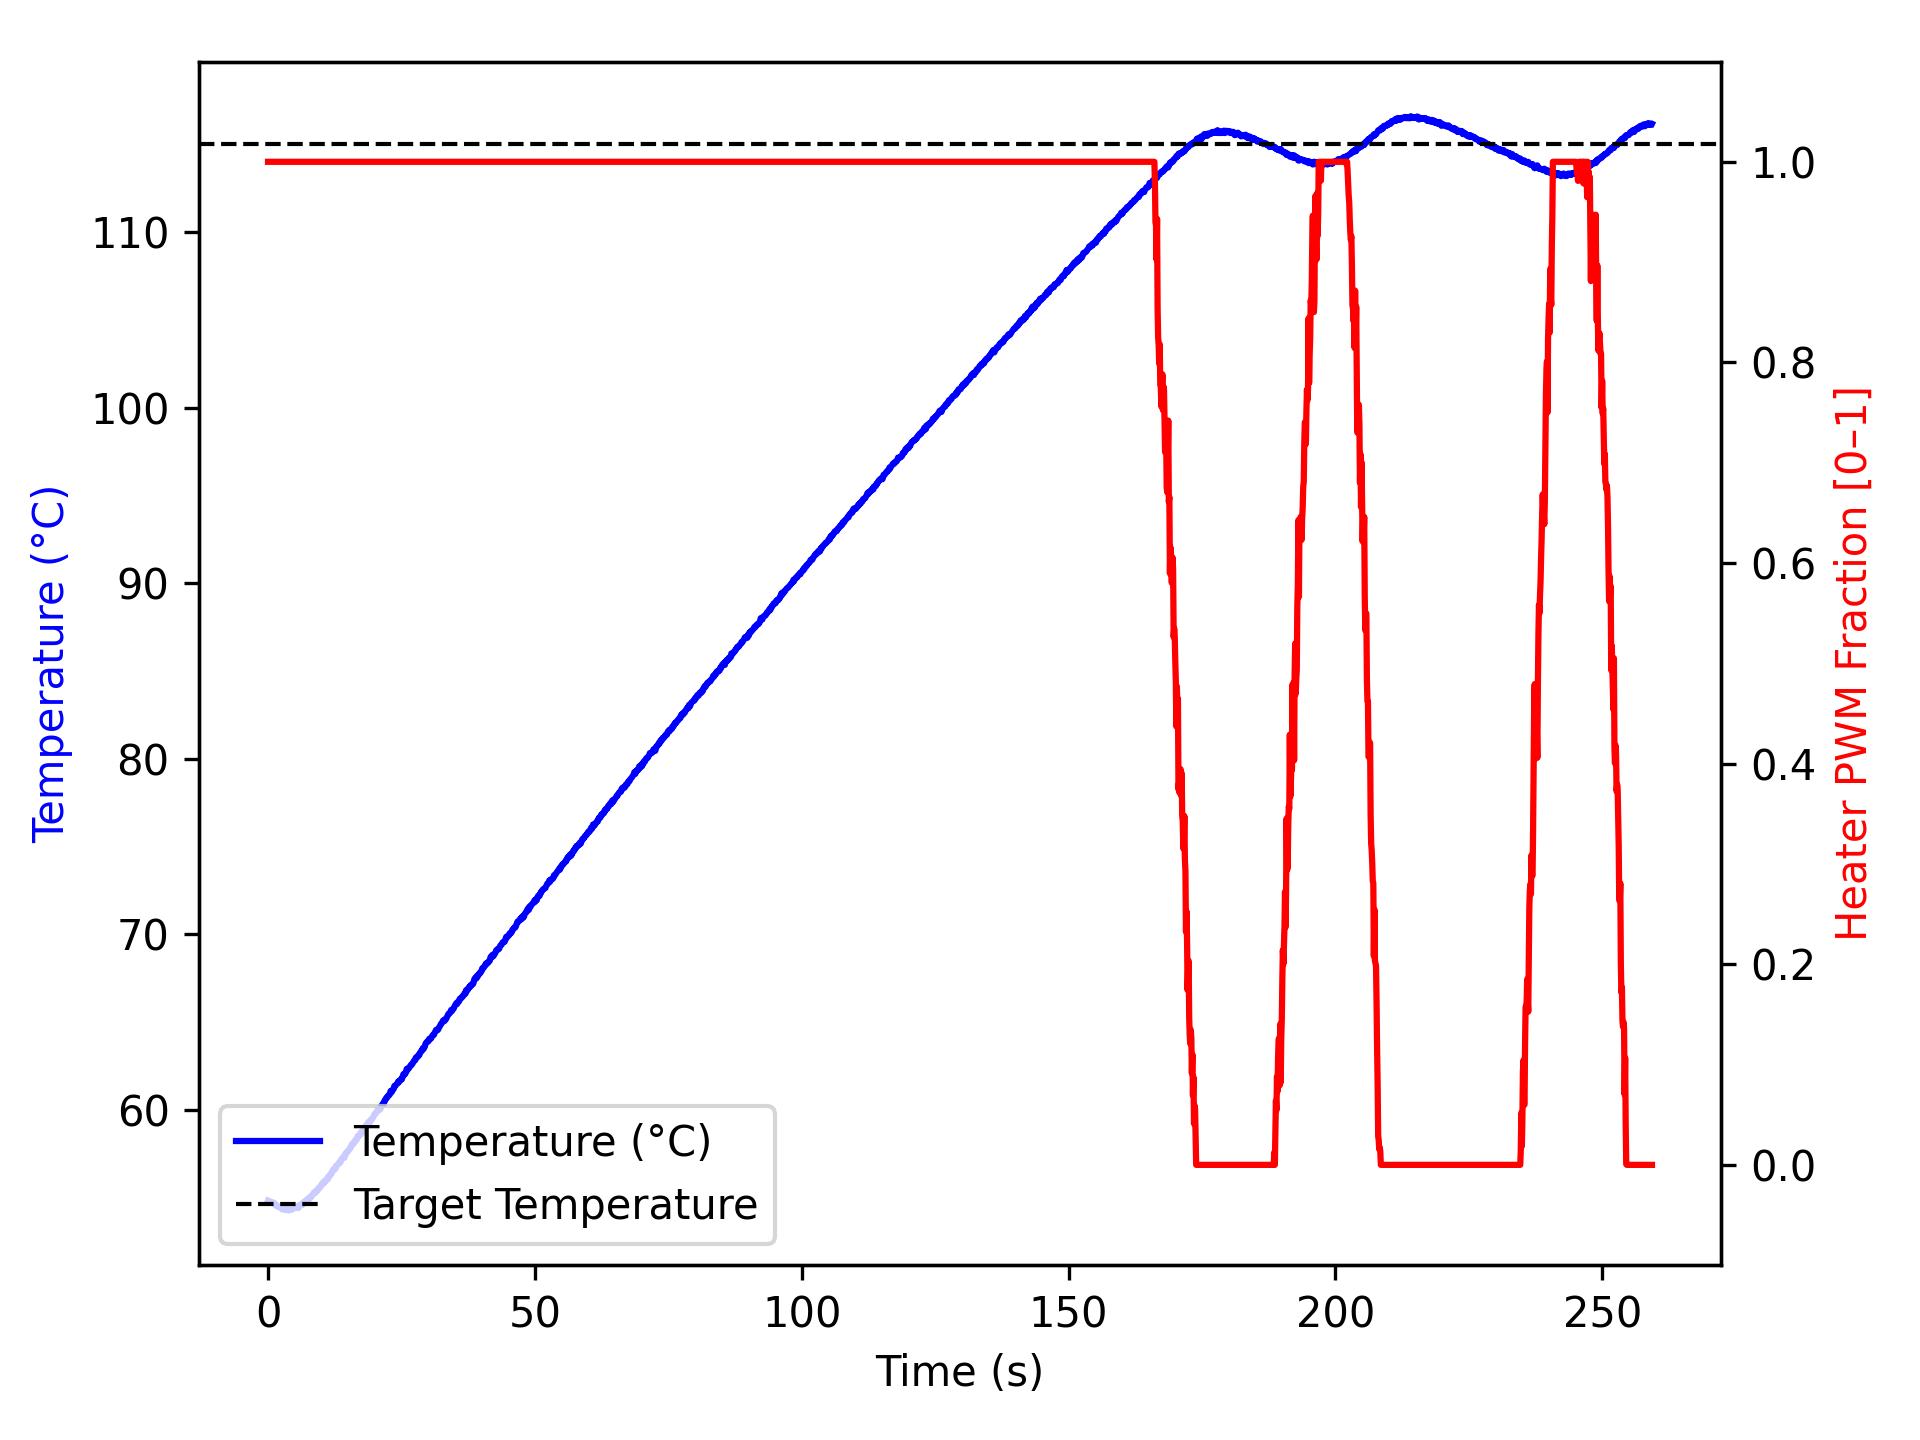 110
100
90
80
70
60
Temperature (°C)
1.0
0.8
0.6
0.4
0.2
0.0
Heater PWM Fraction [0–1]
Temperature (°C)
Target Temperature
0 50 100 150 200 250
Time (s)